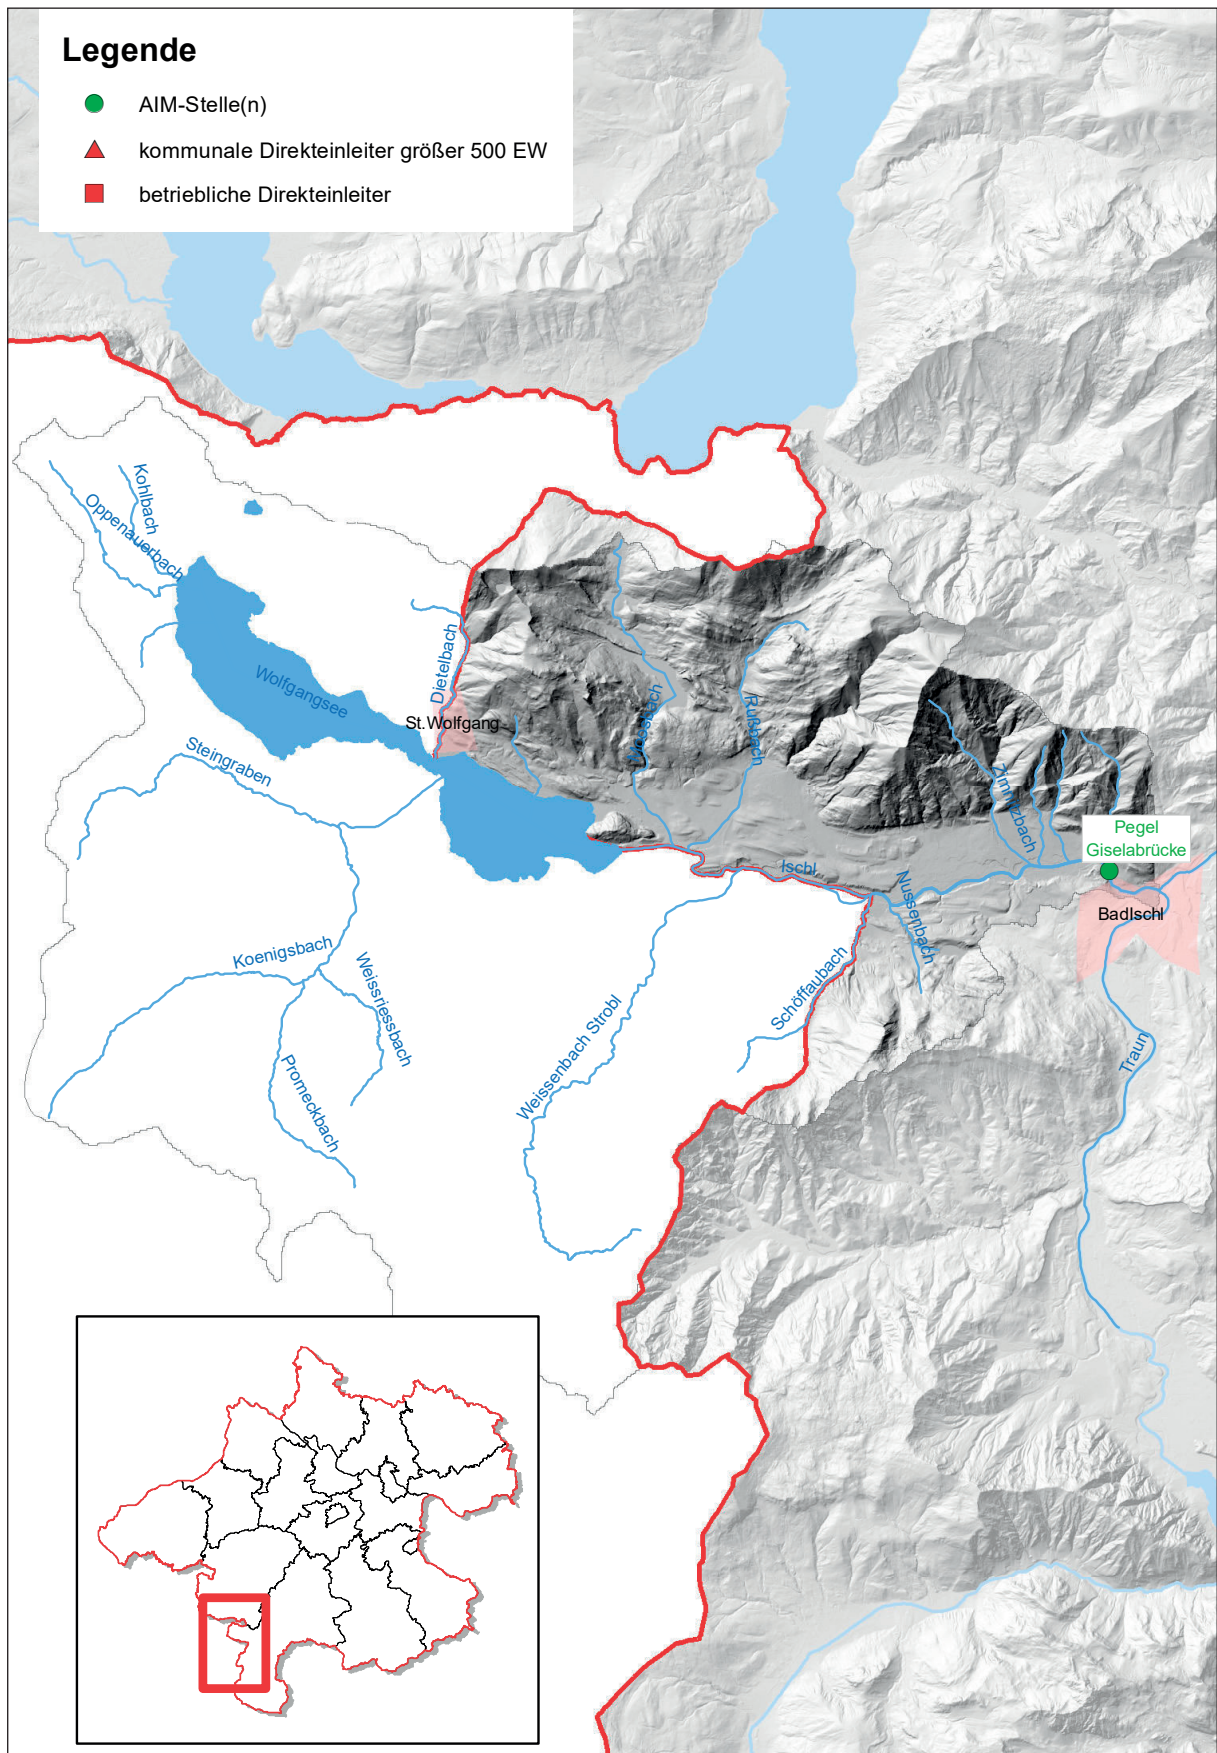 Legende
AIM-Stelle(n)
kommunale Direkteinleiter größer 500 EW
betriebliche Direkteinleiter
Kohlbach
Oppenauerbach
Wolfgangsee
Dietelbach
St.Wolfgang
Moosbach
Rußbach
Steingraben
Zimnitzbach
Pegel
Giselabrücke
Ischl
Nussenbach
BadIschl
Koenigsbach
Weissriessbach
Schöffaubach
Weissenbach Strobl
Promeckbach
Traun